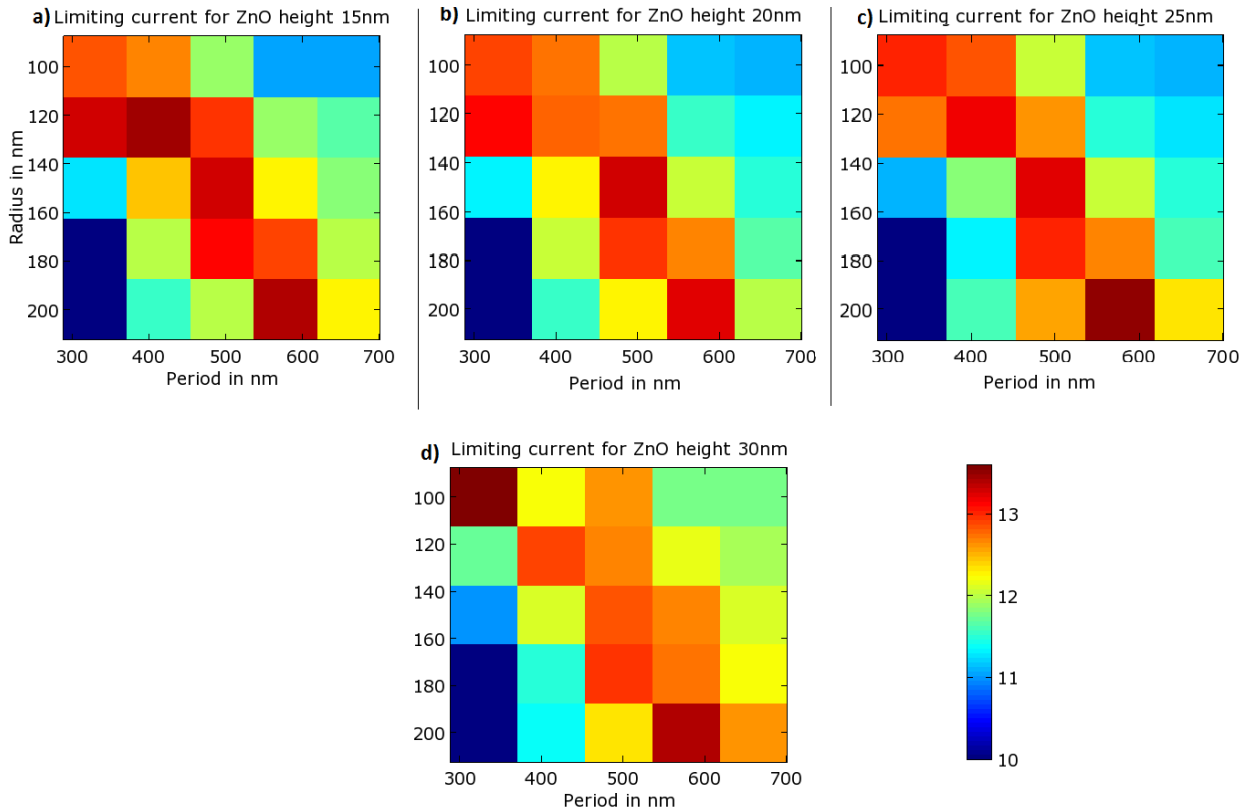 a) Limiting current for ZnO height 15nm
100
120
140
160
180
200
Radius in nm
300 400 500 600 700
Period in nm
b) Limiting current for ZnO height 20nm
100
120
140
160
180
200
300 400 500 600 700
Period in nm
c) Limiting current for ZnO height 25nm
100
120
140
160
180
200
300 400 500 600 700
Period in nm
d) Limiting current for ZnO height 30nm
100
120
140
160
180
200
300 400 500 600 700
Period in nm
13
12
11
10